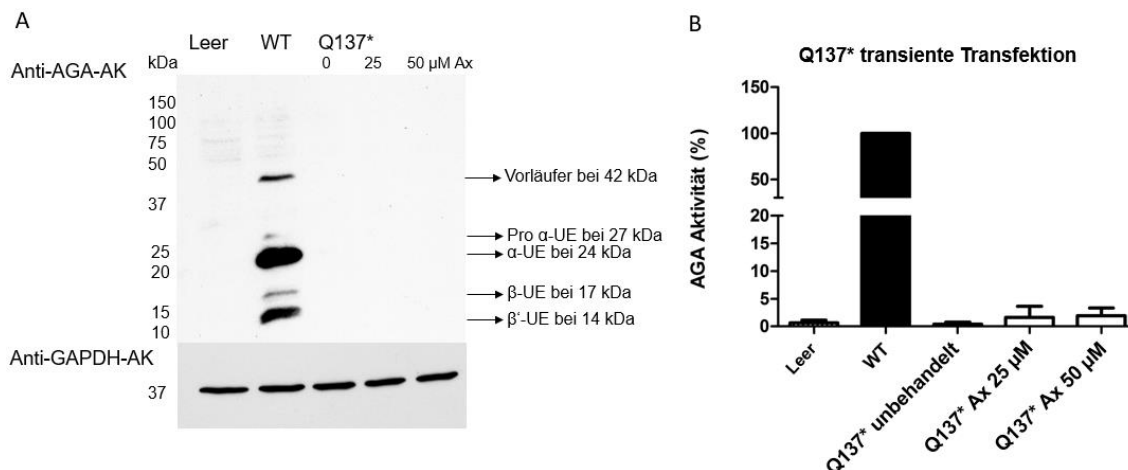 A
Leer WT Q137*
0 25 50 µM Ax
Anti-AGA-AK
kDa
150
100
75
50
37
25
20
15
10
Vorläufer bei 42 kDa
Pro α-UE bei 27 kDa
α-UE bei 24 kDa
β-UE bei 17 kDa
β‘-UE bei 14 kDa
Anti-GAPDH-AK
37
B
Q137* transiente Transfektion
AGA Aktivität (%)
150
100
50
20
15
10
5
0
Leer
WT
Q137* unbehandelt
Q137* Ax 25 µM
Q137* Ax 50 µM